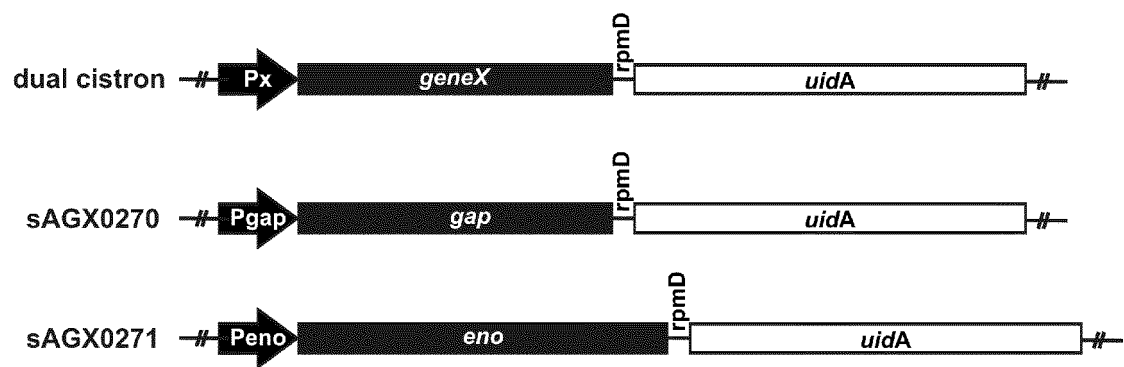 dual cistron Px geneX rpmD uidA
sAGX0270 Pgap gap rpmD uidA
sAGX0271 Peno eno rpmD uidA